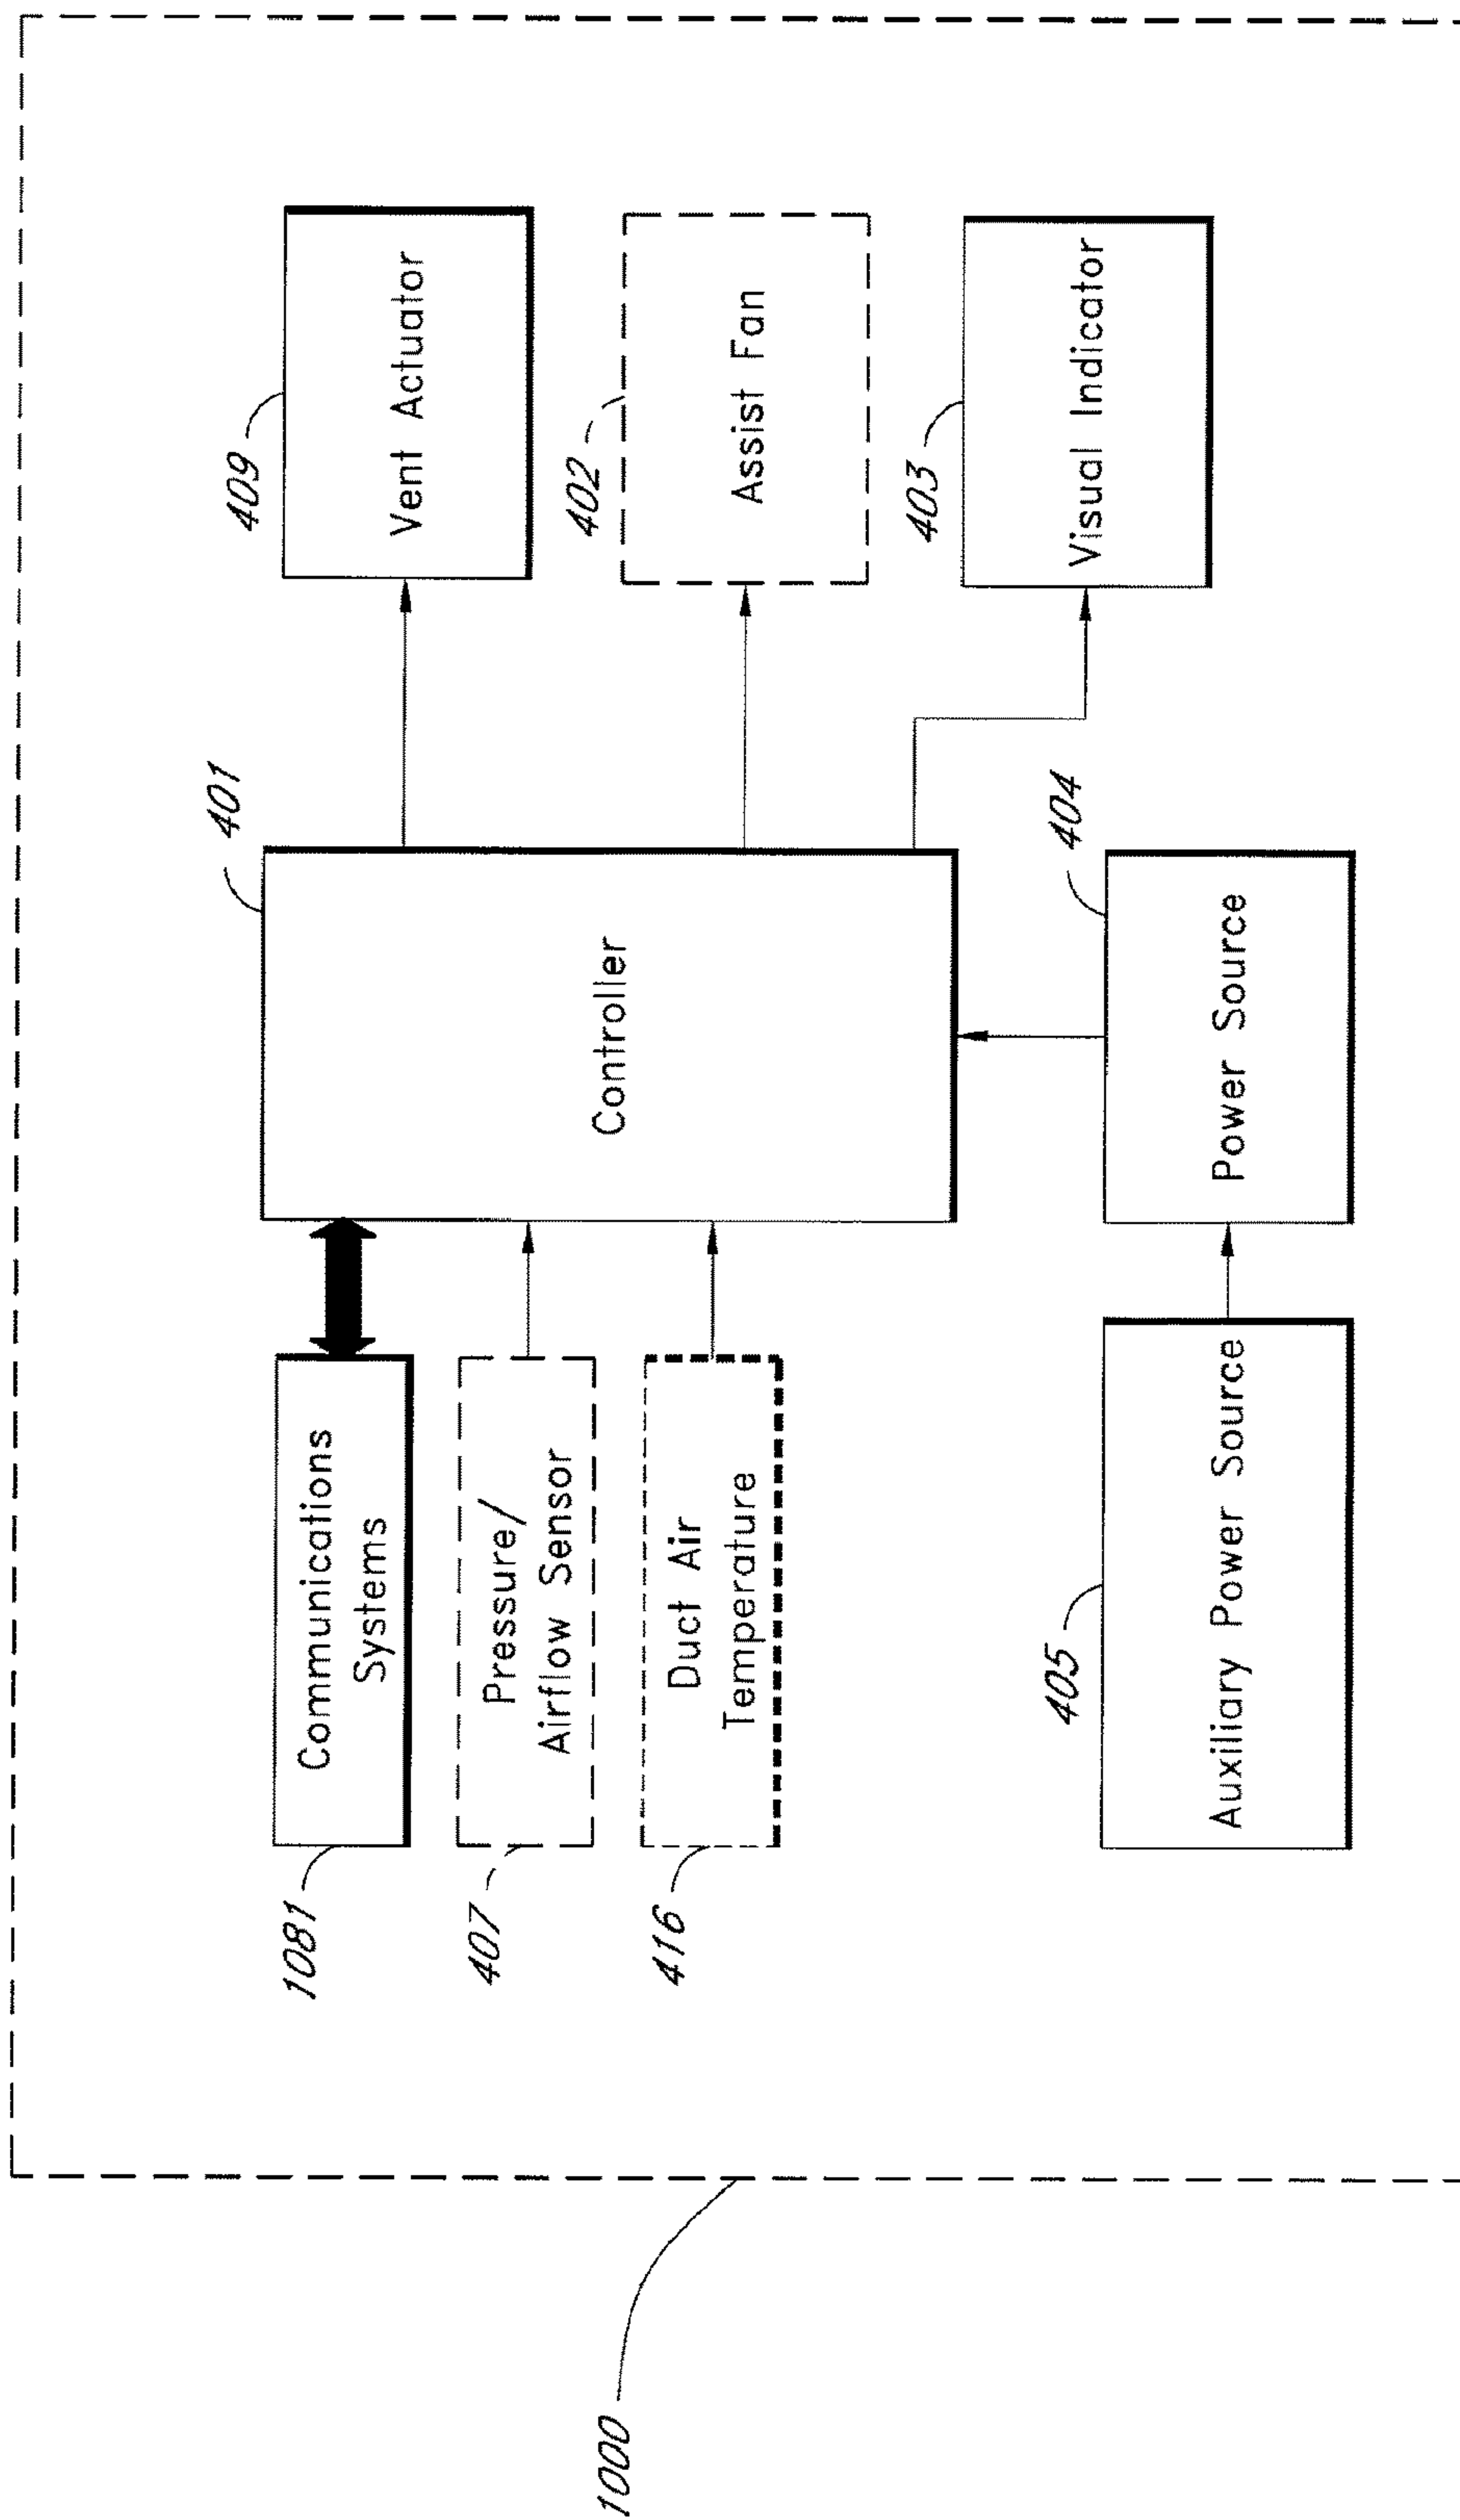 1081
Communications
Systems
407
Pressure/
Airflow Sensor
416
Duct Air
Temperature
401
Controller
409
Vent Actuator
402
Assist Fan
403
Visual Indicator
405
Auxiliary Power Source
404
Power Source
1000